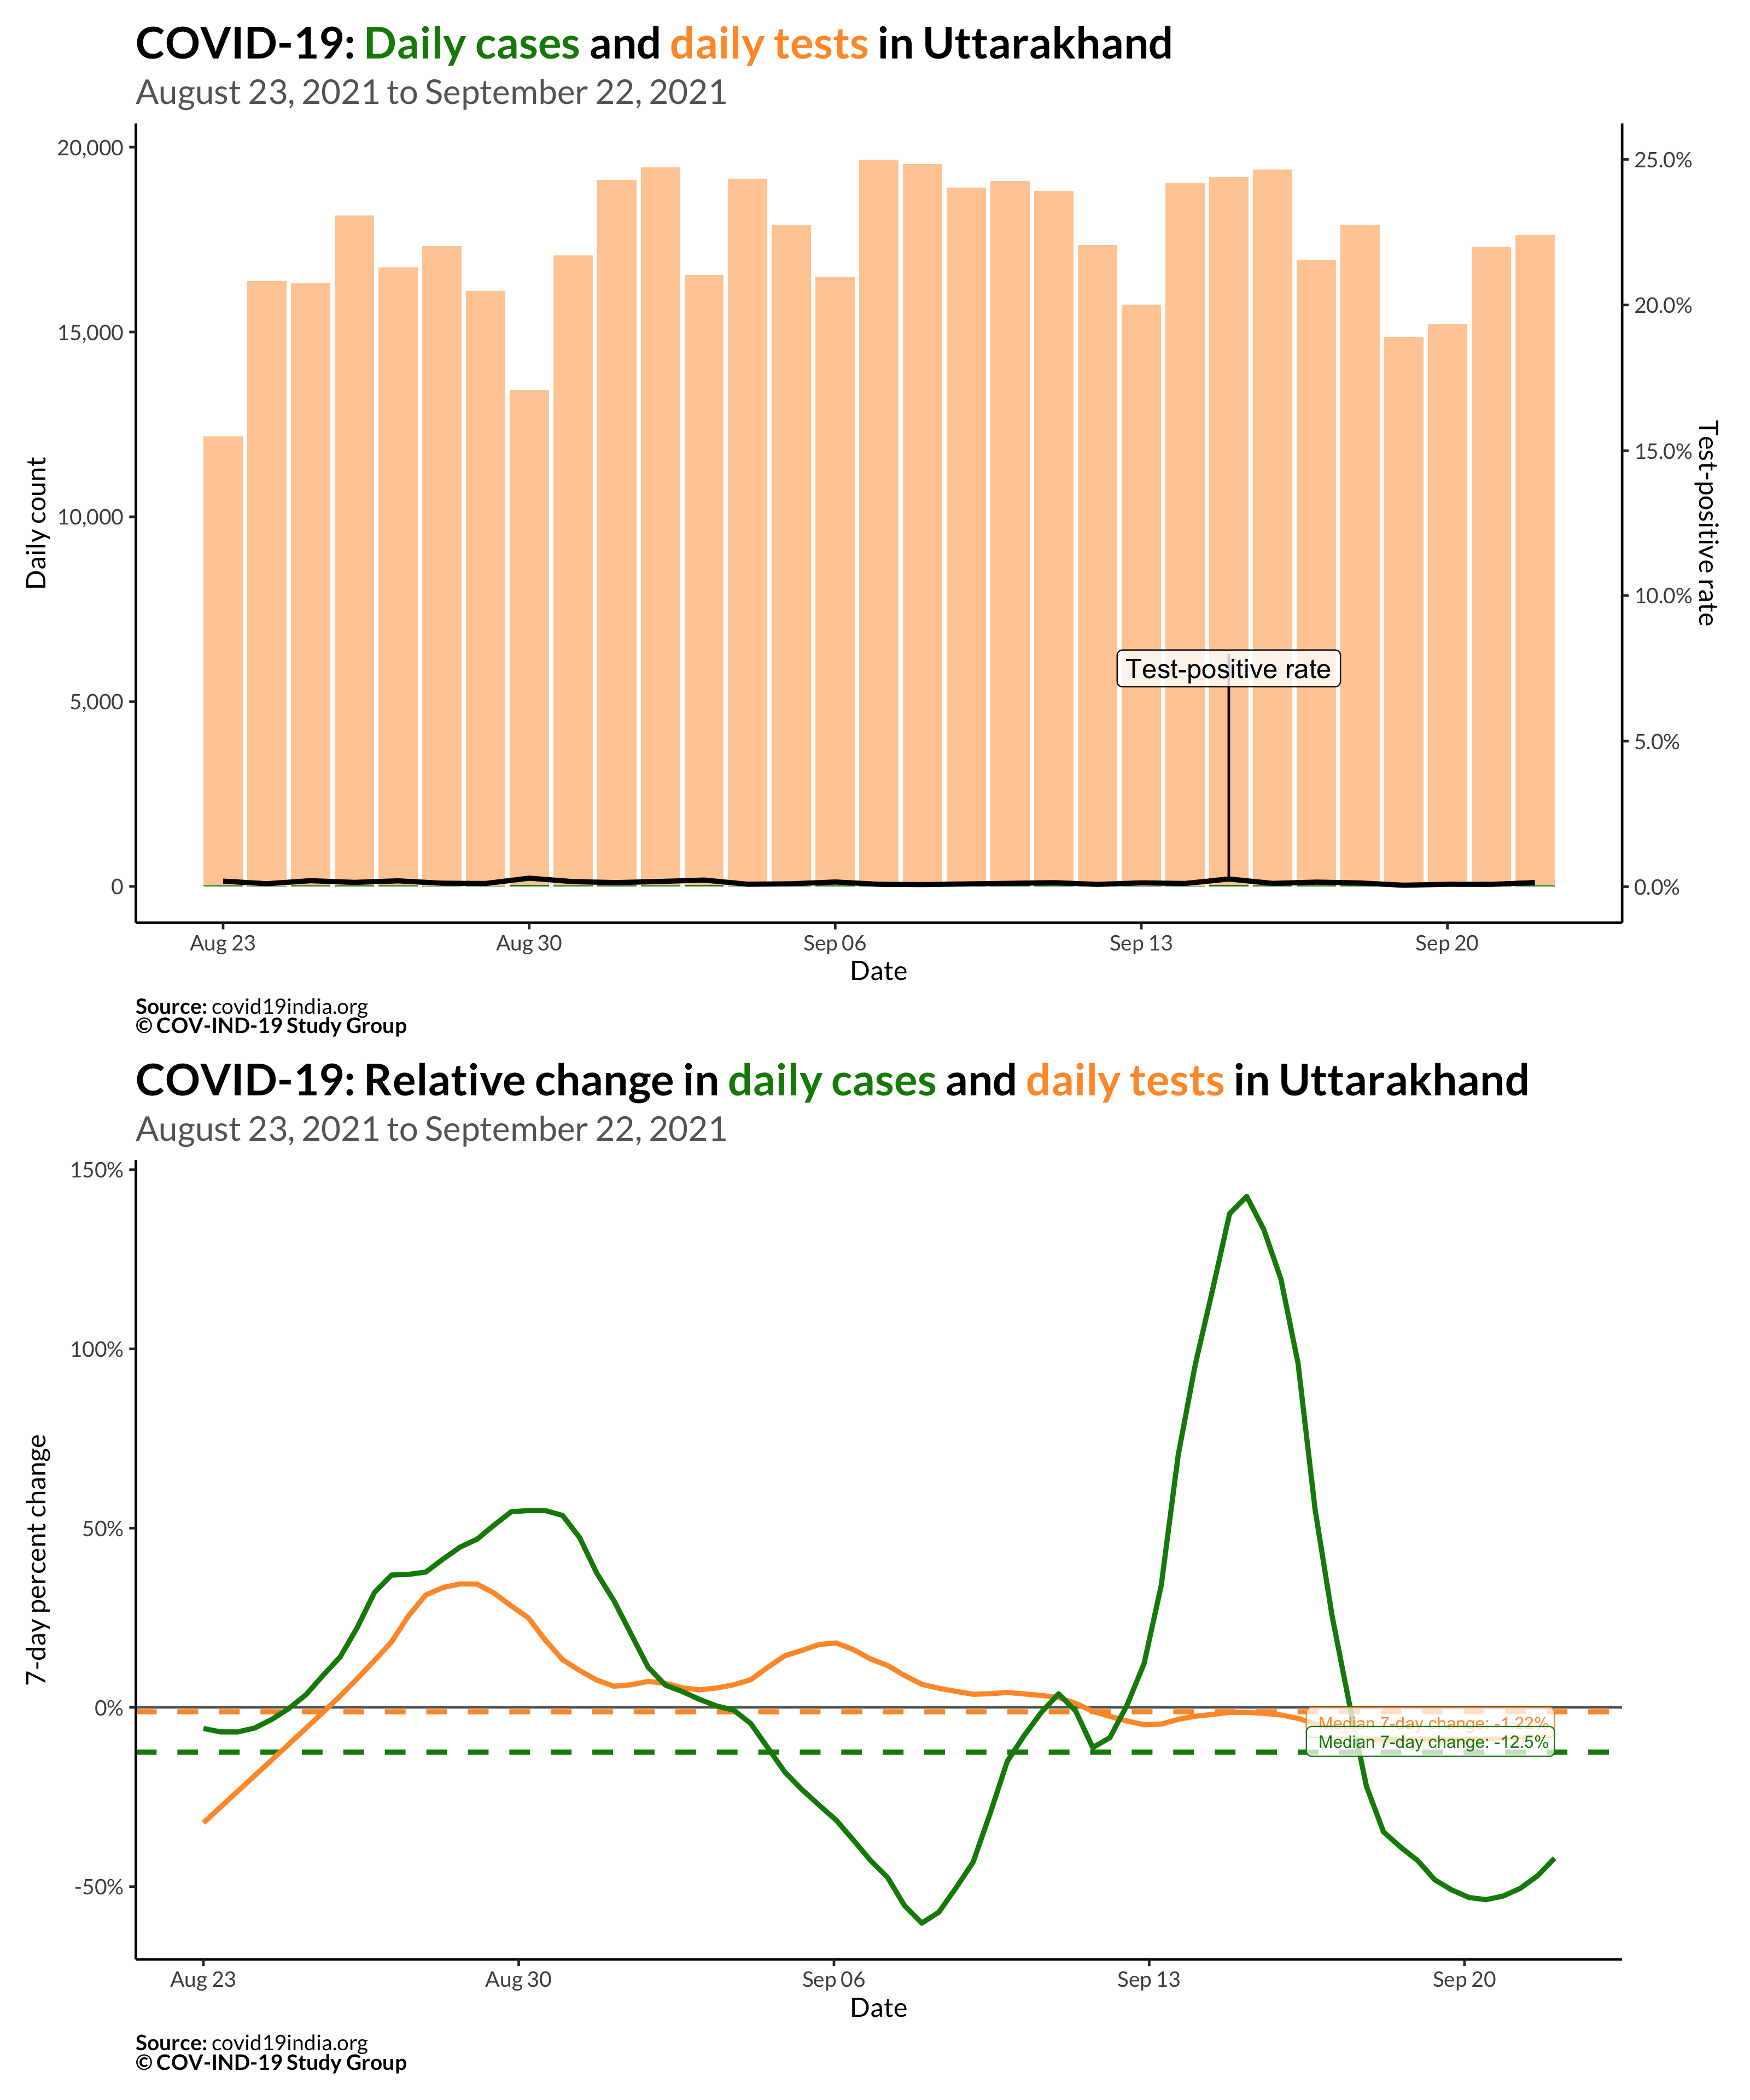 COVID-19: Daily cases and daily tests in Uttarakhand
August 23, 2021 to September 22, 2021
20,000
15,000
10,000
5,000
0
Daily count
25.0%
20.0%
15.0%
10.0%
5.0%
0.0%
Test-positive rate
Test-positive rate
Aug 23
Aug 30
Sep 06
Sep 13
Sep 20
Date
Source: covid19india.org
© COV-IND-19 Study Group
COVID-19: Relative change in daily cases and daily tests in Uttarakhand
August 23, 2021 to September 22, 2021
150%
100%
50%
0%
-50%
7-day percent change
Median 7-day change: -1.22%
Median 7-day change: -12.5%
Aug 23
Aug 30
Sep 06
Sep 13
Sep 20
Date
Source: covid19india.org
© COV-IND-19 Study Group